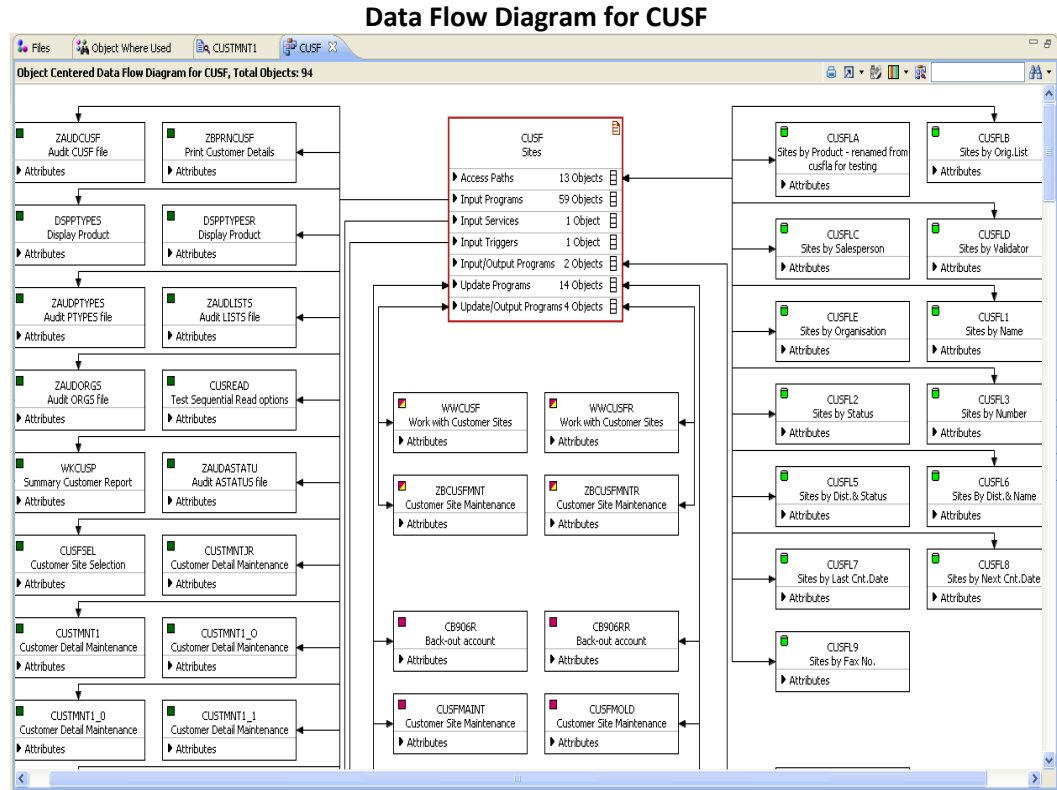 Data Flow Diagram for CUSF
Files
Object Where Used
CUSTMNT1
CUSF
Object Centered Data Flow Diagram for CUSF, Total Objects: 94
ZAUDCUSF
Audit CUSF file
Attributes
ZBPRNCUSF
Print Customer Details
Attributes
DSPPTYPES
Display Product
Attributes
DSPPTYPESR
Display Product
Attributes
ZAUDPTYPES
Audit PTYPES file
Attributes
ZAUDLISTS
Audit LISTS file
Attributes
ZAUDORGS
Audit ORGS file
Attributes
CUSREAD
Test Sequential Read options
Attributes
WKCUSP
Summary Customer Report
Attributes
ZAUDASTATU
Audit ASTATUS file
Attributes
CUSFSEL
Customer Site Selection
Attributes
CUSTMNTJR
Customer Detail Maintenance
Attributes
CUSTMNT1
Customer Detail Maintenance
Attributes
CUSTMNT1_O
Customer Detail Maintenance
Attributes
CUSTMNT1_0
Customer Detail Maintenance
Attributes
CUSTMNT1_1
Customer Detail Maintenance
Attributes
CUSF
Sites
Access Paths 13 Objects
Input Programs 59 Objects
Input Services 1 Object
Input Triggers 1 Object
Input/Output Programs 2 Objects
Update Programs 14 Objects
Update/Output Programs 4 Objects
WWCUSF
Work with Customer Sites
Attributes
WWCUSFR
Work with Customer Sites
Attributes
ZBCUSFMNT
Customer Site Maintenance
Attributes
ZBCUSFMNTR
Customer Site Maintenance
Attributes
CB906R
Back-out account
Attributes
CB906RR
Back-out account
Attributes
CUSFMAINT
Customer Site Maintenance
Attributes
CUSFMOLD
Customer Site Maintenance
Attributes
CUSFLA
Sites by Product - renamed from
cusfla for testing
Attributes
CUSFLB
Sites by Orig.List
Attributes
CUSFLC
Sites by Salesperson
Attributes
CUSFLD
Sites by Validator
Attributes
CUSFLE
Sites by Organisation
Attributes
CUSFL1
Sites by Name
Attributes
CUSFL2
Sites by Status
Attributes
CUSFL3
Sites by Number
Attributes
CUSFL5
Sites by Dist.& Status
Attributes
CUSFL6
Sites By Dist.& Name
Attributes
CUSFL7
Sites by Last Cnt.Date
Attributes
CUSFL8
Sites by Next Cnt.Date
Attributes
CUSFL9
Sites by Fax No.
Attributes